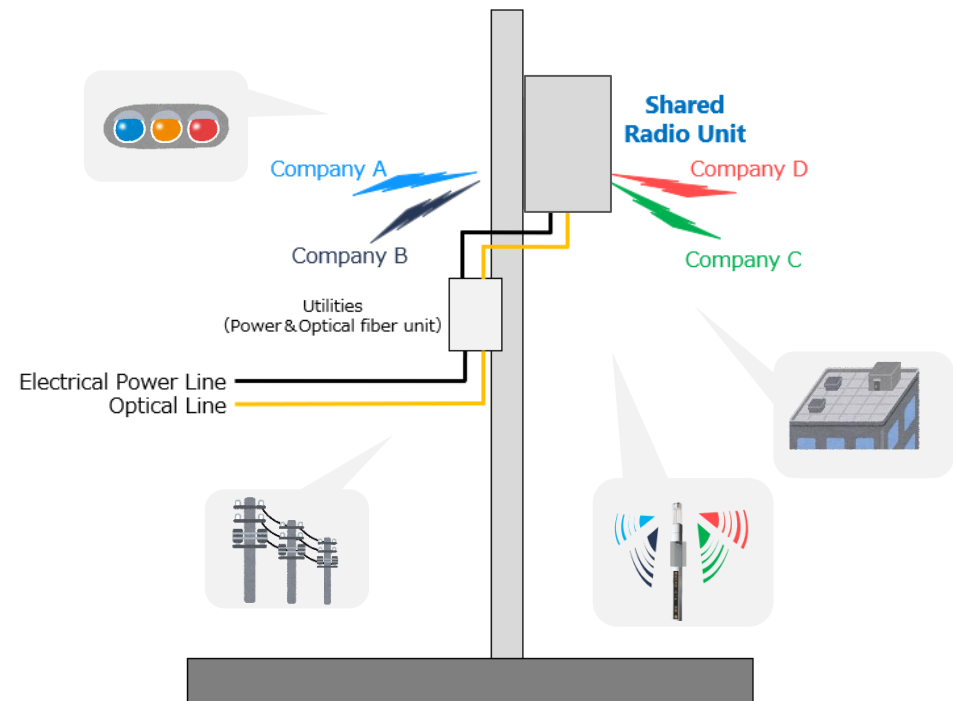 Shared
Radio Unit
Company A
Company D
Company B
Company C
Utilities
（Power＆Optical fiber unit）
Electrical Power Line
Optical Line